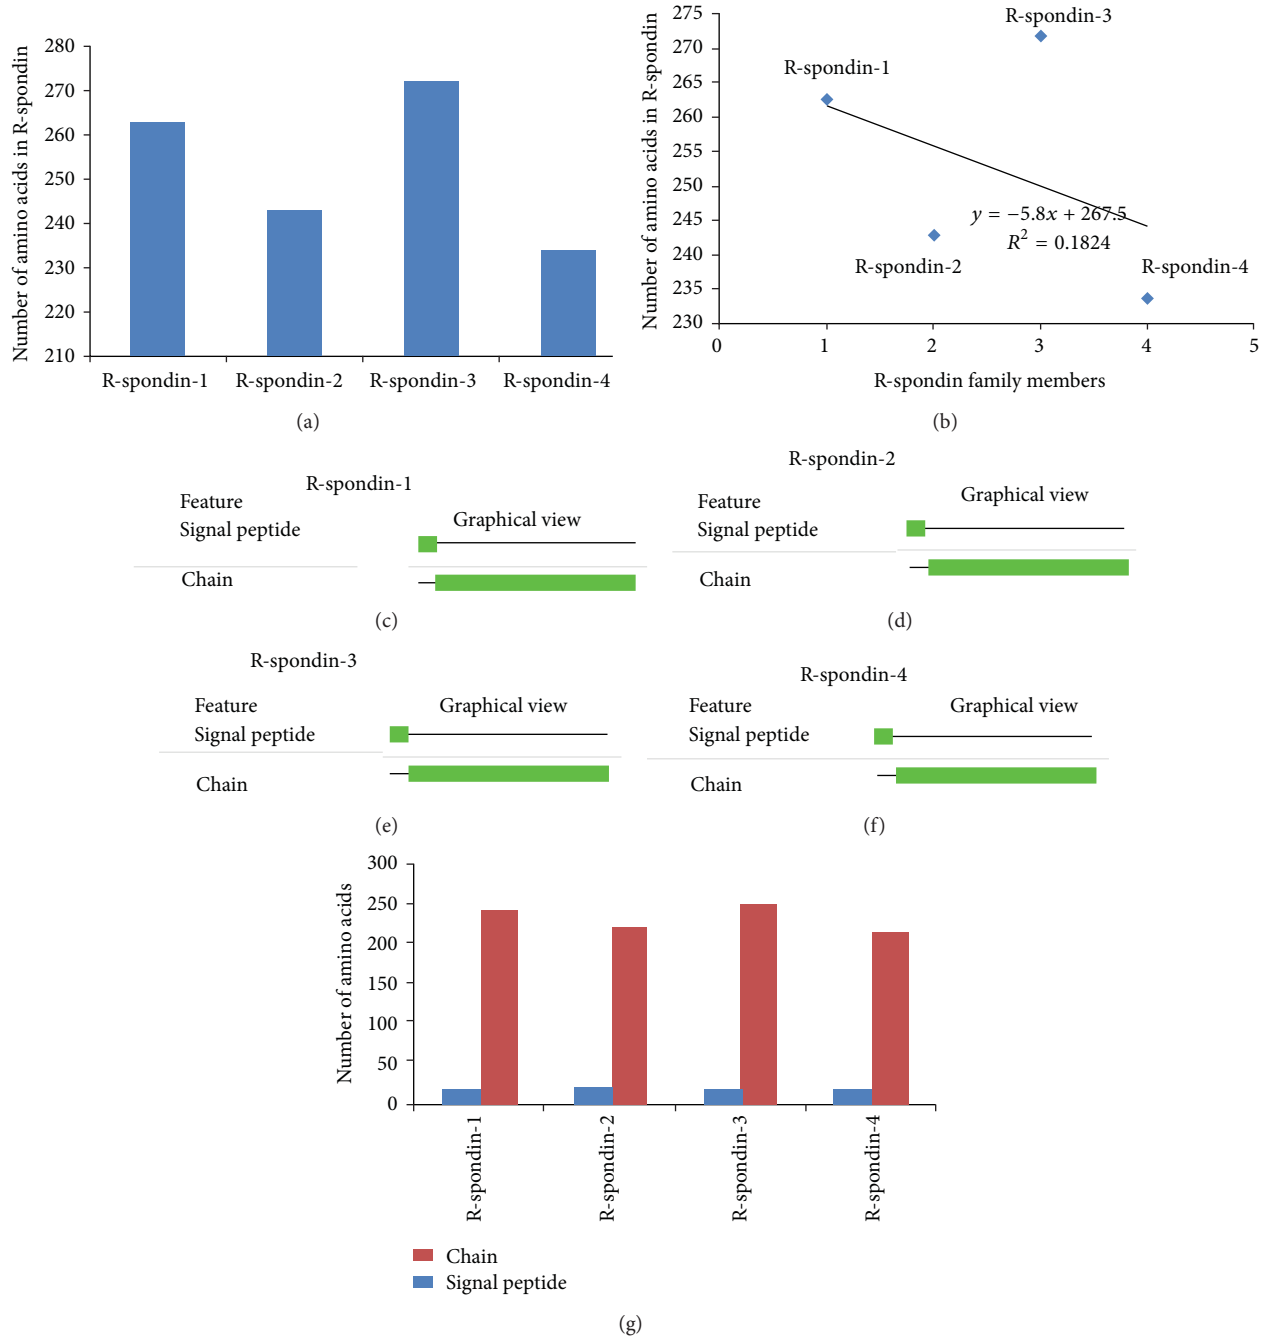 Number of amino acids in R-spondin
280
270
260
250
240
230
220
210
R-spondin-1 R-spondin-2 R-spondin-3 R-spondin-4
(a)
Number of amino acids in R-spondin
275
270
265
260
255
250
245
240
235
230
R-spondin-3
R-spondin-1
y = −5.8x + 267.5
R² = 0.1824
R-spondin-2
R-spondin-4
0 1 2 3 4 5
R-spondin family members
(b)
R-spondin-1
Feature
Graphical view
Signal peptide
Chain
(c)
R-spondin-2
Graphical view
Feature
Signal peptide
Chain
(d)
R-spondin-3
Feature Graphical view
Signal peptide
Chain
(e)
R-spondin-4
Feature Graphical view
Signal peptide
Chain
(f)
Number of amino acids
300
250
200
150
100
50
0
R-spondin-1
R-spondin-2
R-spondin-3
R-spondin-4
Chain
Signal peptide
(g)